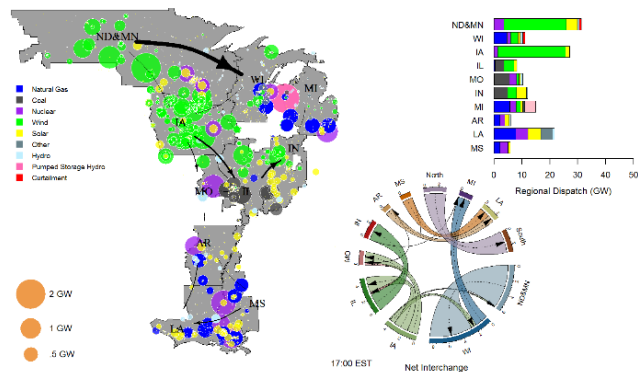 ND&MN
WI
MI
IA
IN
MO
IL
AR
MS
LA
Natural Gas
Coal
Nuclear
Wind
Solar
Other
Hydro
Pumped Storage Hydro
Curtailment
2 GW
1 GW
.5 GW
ND&MN
WI
IA
IL
MO
IN
MI
AR
LA
MS
0 10 20 30 40 50
Regional Dispatch (GW)
North
MI
LA
South
ND&MN
WI
IA
IL
MO
IN
AR
MS
17:00 EST
Net Interchange